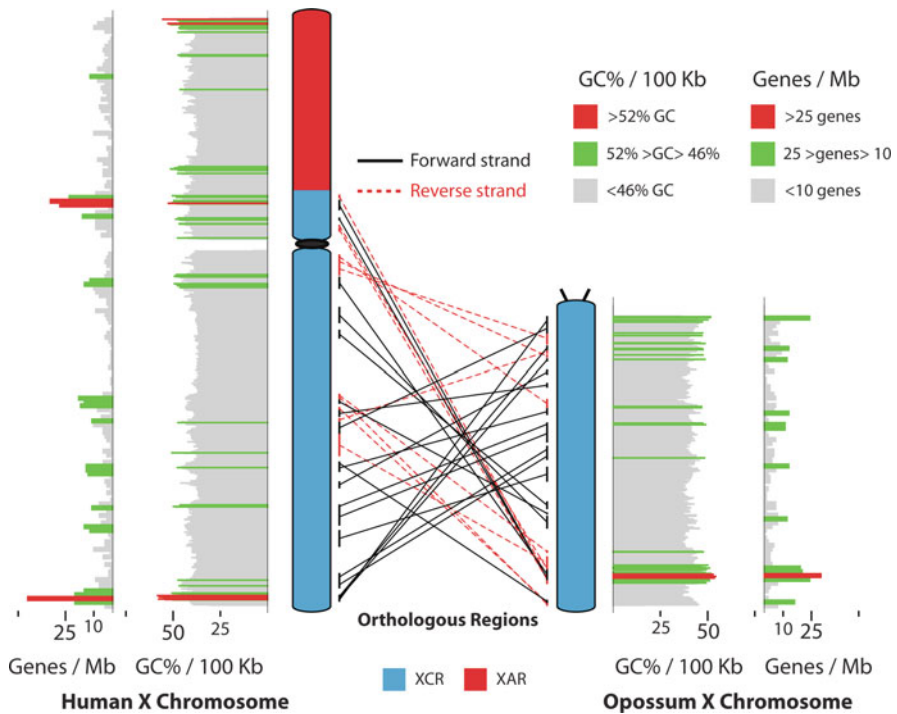 GC% / 100 Kb
>52% GC
52% >GC> 46%
<46% GC
Genes / Mb
>25 genes
25 >genes> 10
<10 genes
Forward strand
Reverse strand
25
10
Genes / Mb
50
25
GC% / 100 Kb
Human X Chromosome
Orthologous Regions
XCR
XAR
25
50
GC% / 100 Kb
10
25
Genes / Mb
Opossum X Chromosome